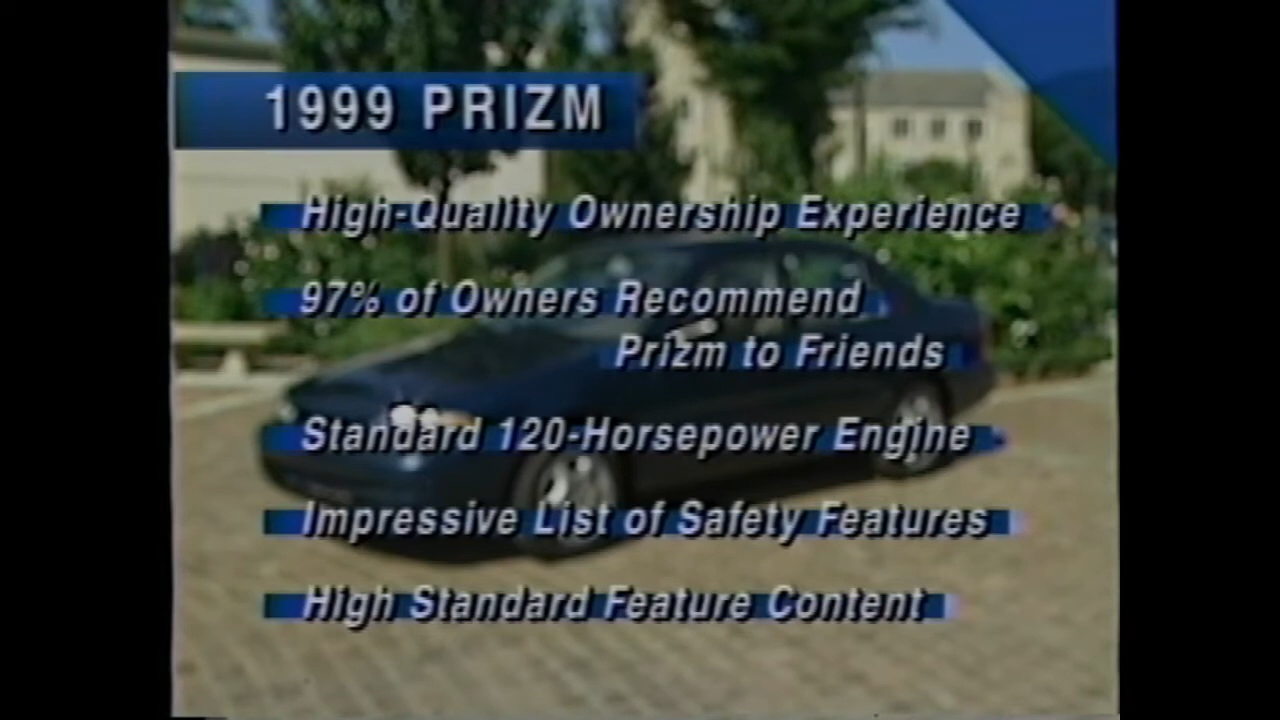 1999 PRIZM
High-Quality Ownership Experience
97% of Owners Recommend
Prizm to Friends
Standard 120-Horsepower Engine
Impressive List of Safety Features
High Standard Feature Content